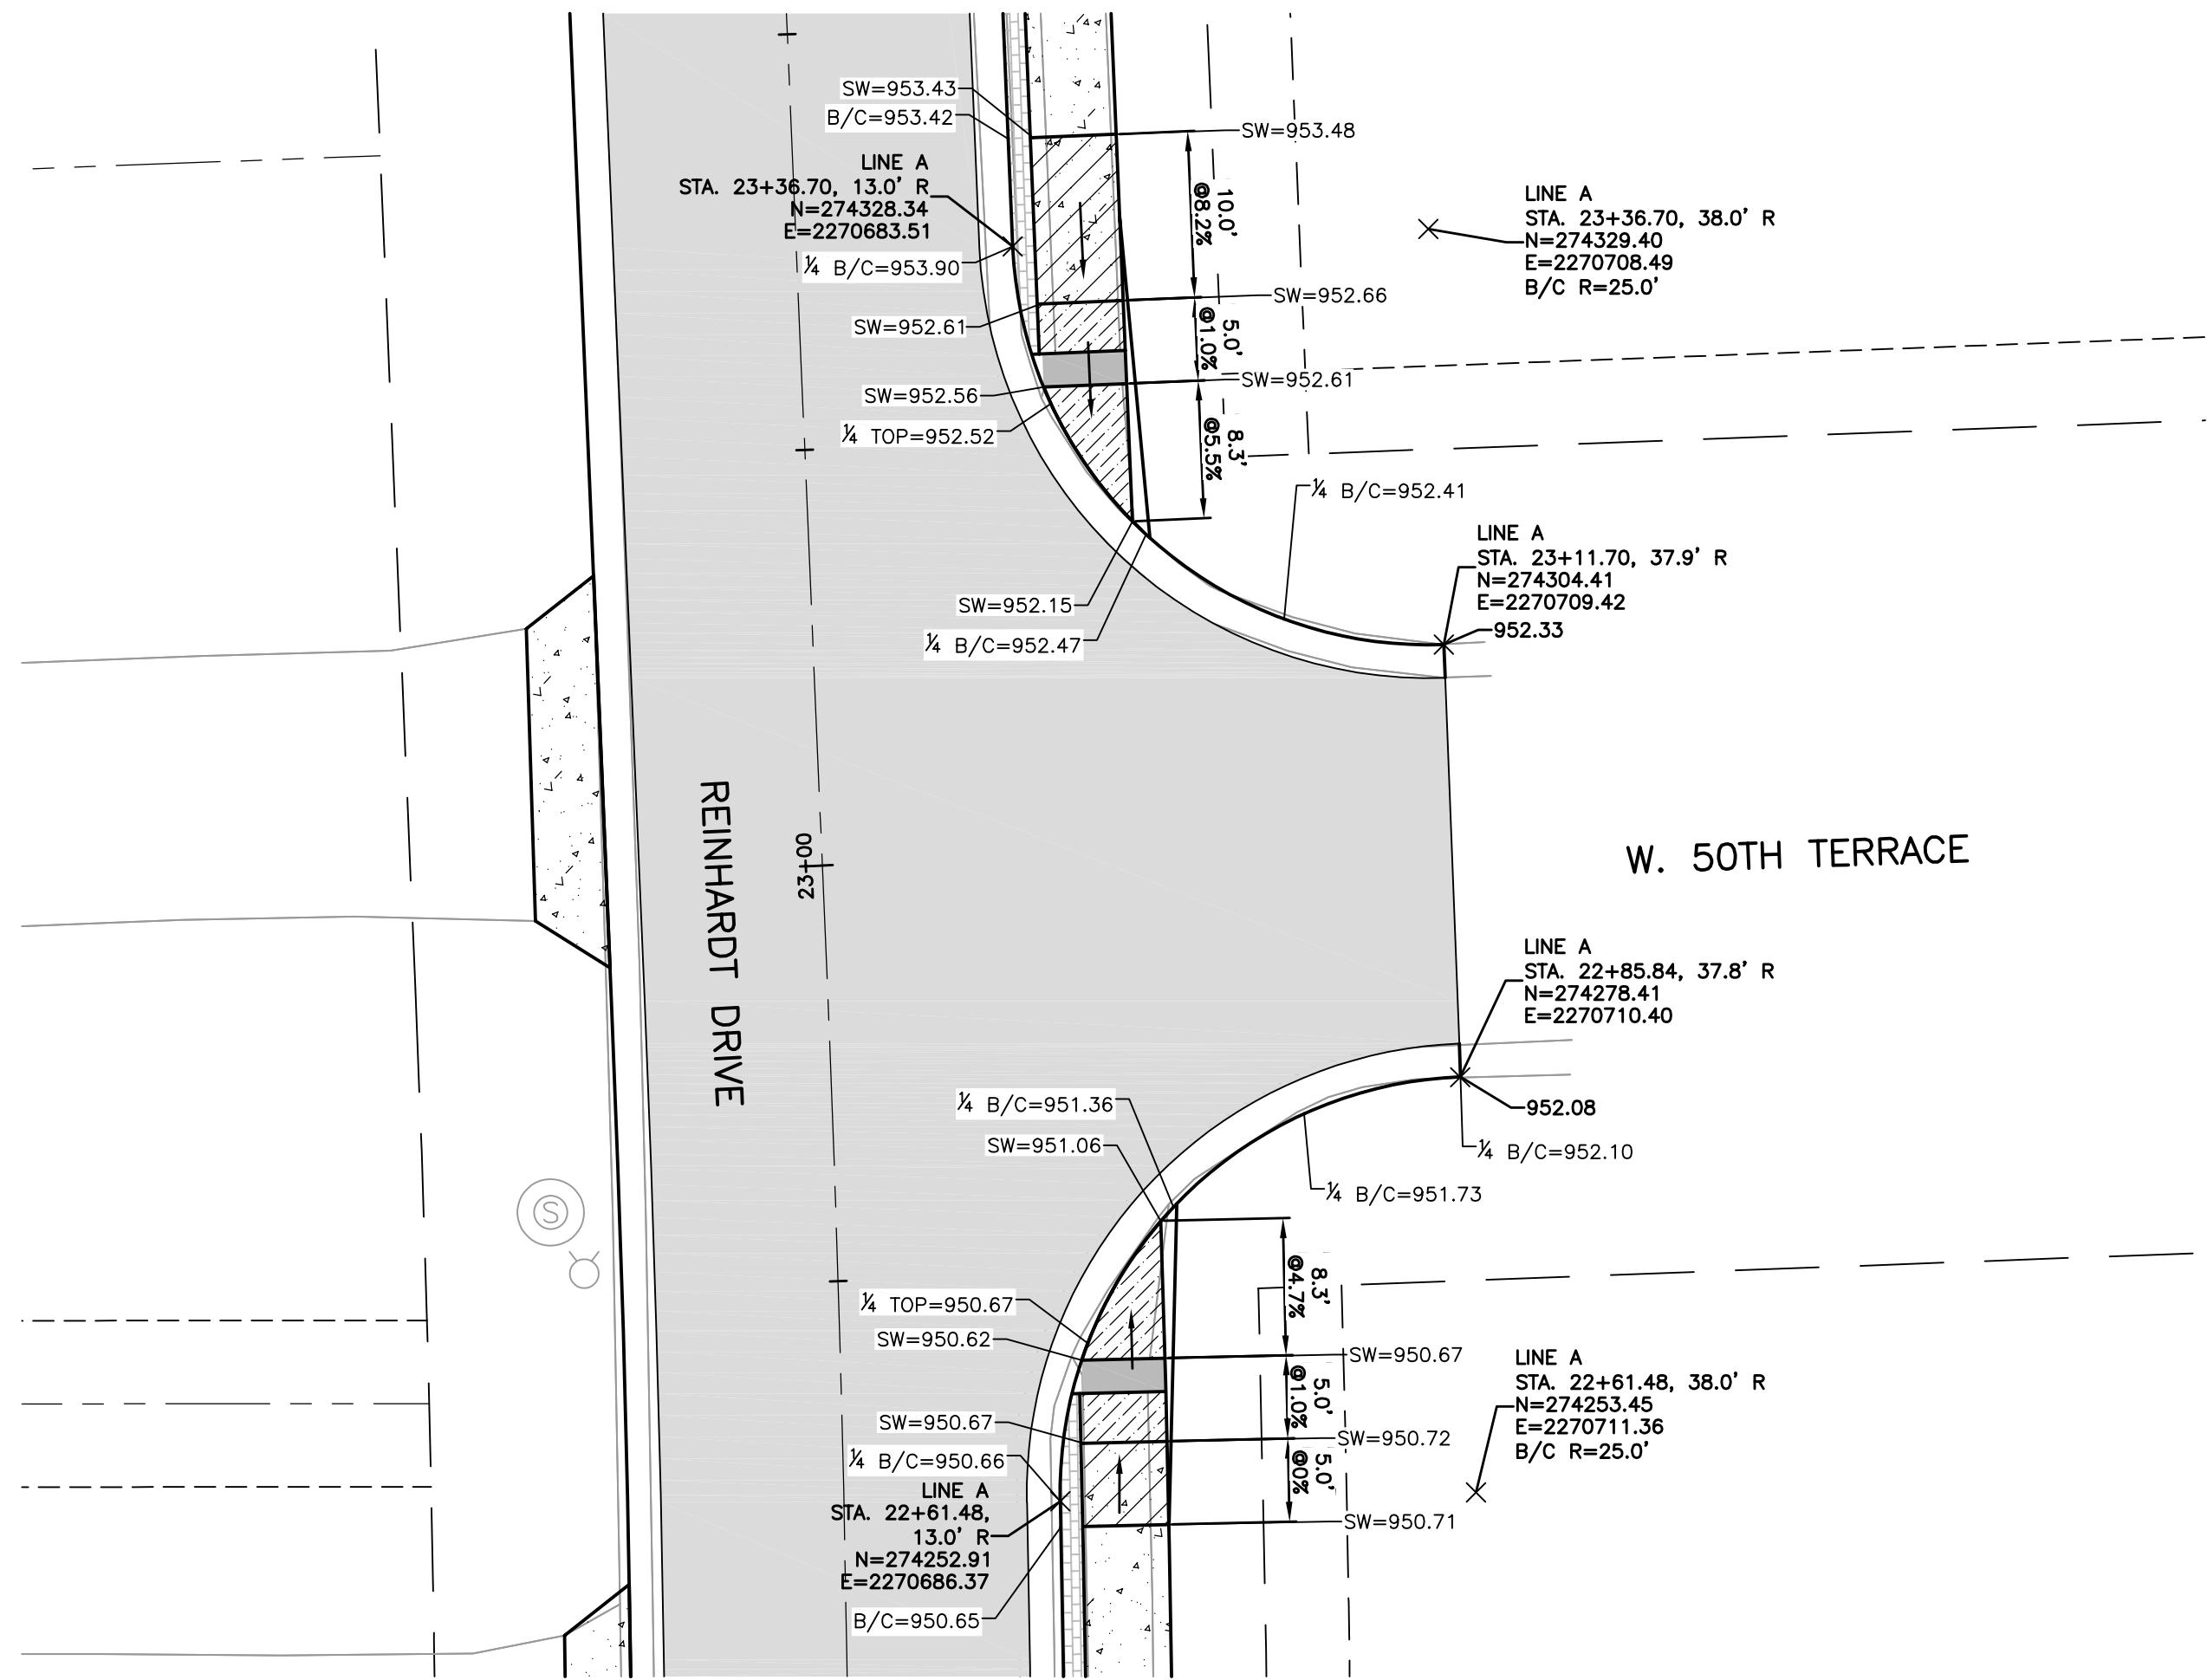 SW=953.43
B/C=953.42
LINE A
STA. 23+36.70, 13.0' R
N=274328.34
E=2270683.51
¼ B/C=953.90
SW=952.61
SW=952.56
¼ TOP=952.52
SW=952.15
¼ B/C=952.47
SW=953.48
10.0'
@8.2%
SW=952.66
5.0'
@1.0%
SW=952.61
8.3'
@5.5%
LINE A
STA. 23+36.70, 38.0' R
N=274329.40
E=2270708.49
B/C R=25.0'
¼ B/C=952.41
LINE A
STA. 23+11.70, 37.9' R
N=274304.41
E=2270709.42
952.33
REINHARDT DRIVE
23+00
W. 50TH TERRACE
LINE A
STA. 22+85.84, 37.8' R
N=274278.41
E=2270710.40
952.08
¼ B/C=952.10
¼ B/C=951.73
¼ B/C=951.36
SW=951.06
S
¼ TOP=950.67
SW=950.62
SW=950.67
¼ B/C=950.66
LINE A
STA. 22+61.48,
13.0' R
N=274252.91
E=2270686.37
B/C=950.65
8.3'
@4.7%
SW=950.67
5.0'
@1.0%
SW=950.72
5.0'
@0%
SW=950.71
LINE A
STA. 22+61.48, 38.0' R
N=274253.45
E=2270711.36
B/C R=25.0'